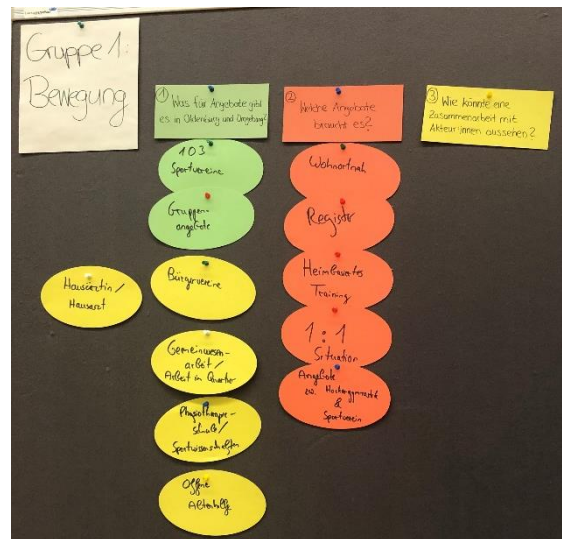 Gruppe 1:
Bewegung
① Was für Angebote gibt
es in Oldenburg und Umgebung?
② Welche Angebote
braucht es?
③ Wie könnte eine
Zusammenarbeit mit
Akteur:innen aussehen?
103
Sportvereine
Gruppen-
angebote
Hausärztin /
Hausarzt
Bürgervereine
Gemeinwesen-
arbeit /
Arbeit im Quartier
Physiotherapie-
Sportwissenschaften
Offene
Altenhilfe
Wohnortnah
Register
Heimbasiertes
Training
1:1
Situation
Angebote
zw. Hockergymnastik
&
Sportverein